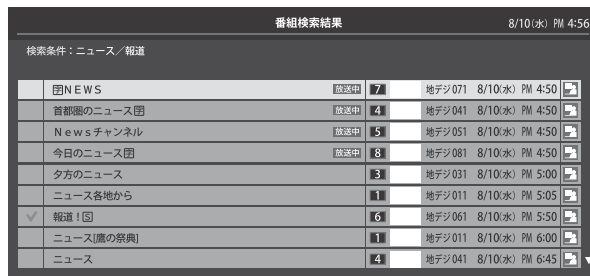 番組検索結果 8/10(水) PM 4:56
検索条件：ニュース／報道
字NEWS 放送中 7 地デジ071 8/10(水) PM 4:50
首都圏のニュース字 放送中 4 地デジ041 8/10(水) PM 4:50
Newsチャンネル 放送中 5 地デジ051 8/10(水) PM 4:50
今日のニュース字 放送中 8 地デジ081 8/10(水) PM 4:50
夕方のニュース 3 地デジ031 8/10(水) PM 5:00
ニュース各地から 1 地デジ011 8/10(水) PM 5:05
報道！S 6 地デジ061 8/10(水) PM 5:50
ニュース[鷹の祭典] 1 地デジ011 8/10(水) PM 6:00
ニュース 4 地デジ041 8/10(水) PM 6:45